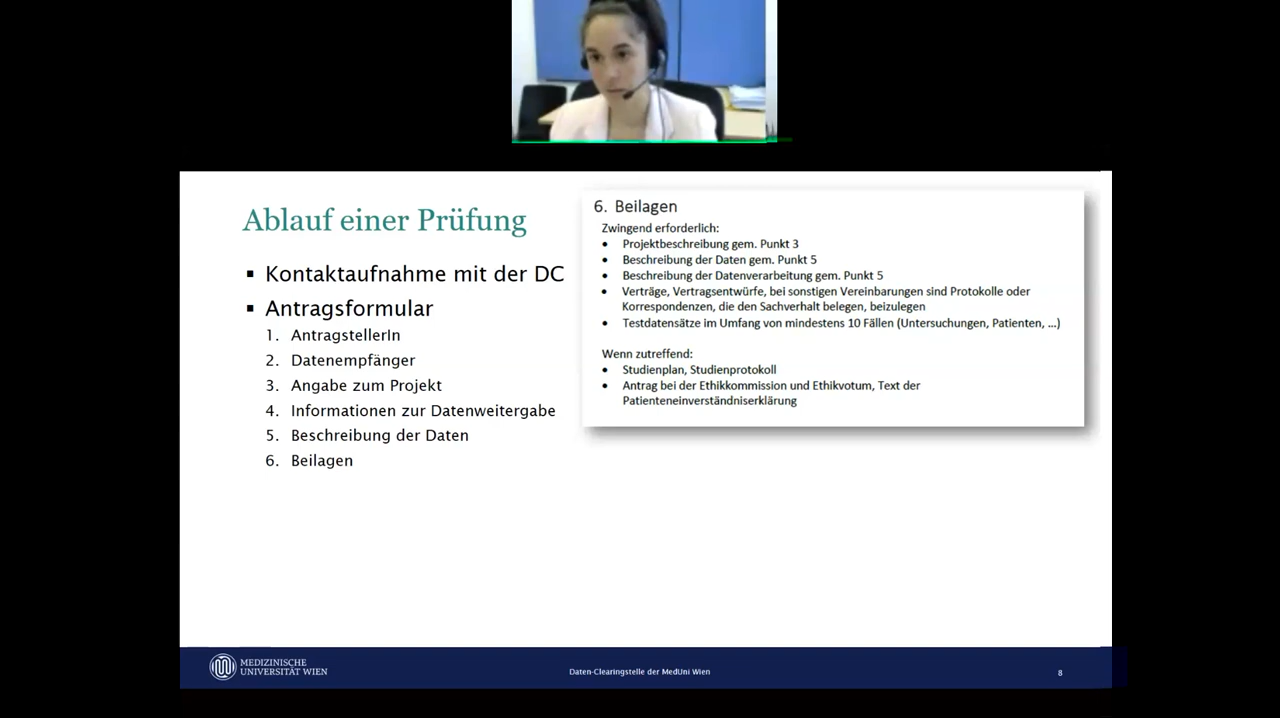 Ablauf einer Prüfung
▪ Kontaktaufnahme mit der DC
▪ Antragsformular
1. AntragstellerIn
2. Datenempfänger
3. Angabe zum Projekt
4. Informationen zur Datenweitergabe
5. Beschreibung der Daten
6. Beilagen
6. Beilagen
Zwingend erforderlich:
• Projektbeschreibung gem. Punkt 3
• Beschreibung der Daten gem. Punkt 5
• Beschreibung der Datenverarbeitung gem. Punkt 5
• Verträge, Vertragsentwürfe, bei sonstigen Vereinbarungen sind Protokolle oder
Korrespondenzen, die den Sachverhalt belegen, beizulegen
• Testdatensätze im Umfang von mindestens 10 Fällen (Untersuchungen, Patienten, ...)
Wenn zutreffend:
• Studienplan, Studienprotokoll
• Antrag bei der Ethikkommission und Ethikvotum, Text der
Patienteneinverständniserklärung
MEDIZINISCHE
UNIVERSITÄT WIEN
Daten-Clearingstelle der MedUni Wien
8